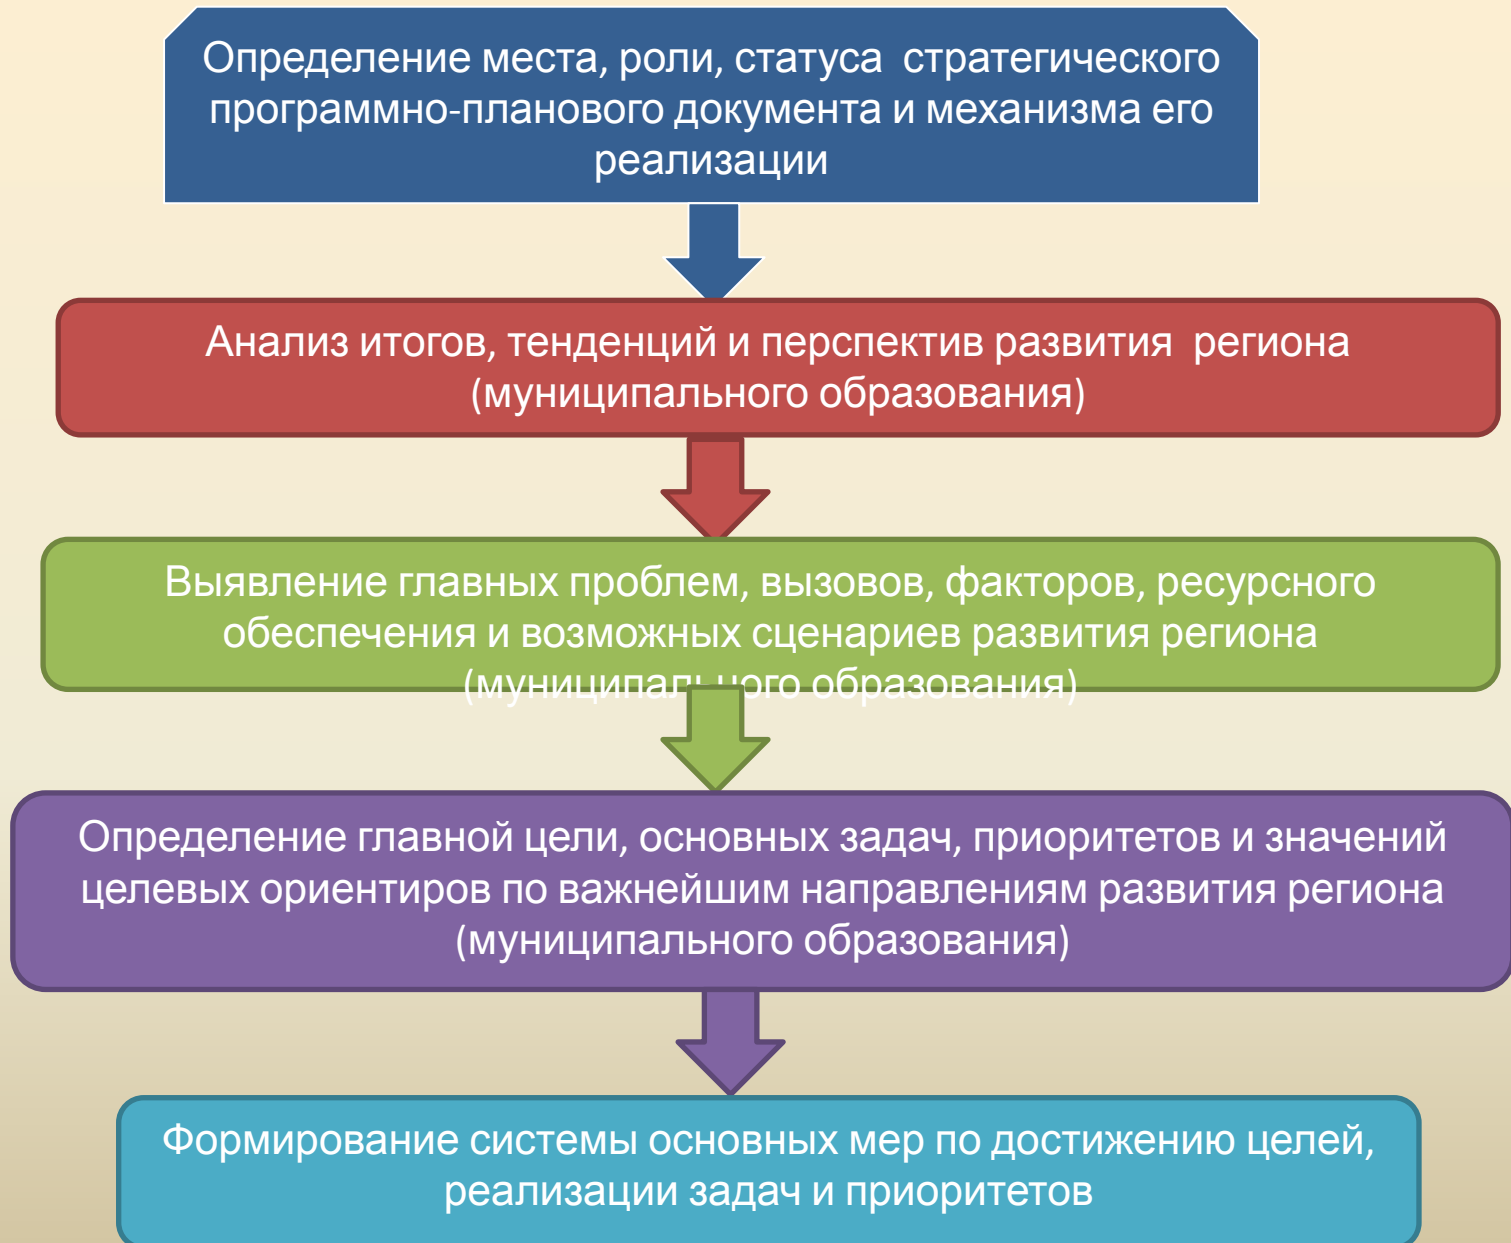 Определение места, роли, статуса  стратегического
программно-планового документа и механизма его
реализации
Анализ итогов, тенденций и перспектив развития  региона
(муниципального образования)
Выявление главных проблем, вызовов, факторов, ресурсного
обеспечения и возможных сценариев развития региона
(муниципального образования)
Определение главной цели, основных задач, приоритетов и значений
целевых ориентиров по важнейшим направлениям развития региона
(муниципального образования)
Формирование системы основных мер по достижению целей,
реализации задач и приоритетов